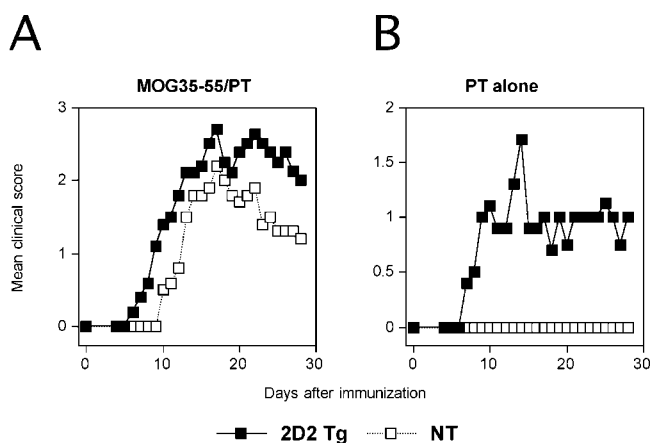 A
B
MOG35-55/PT
PT alone
Mean clinical score
3
2
1
0
2
1.5
1
0.5
0
0 10 20 30
0 10 20 30
Days after immunization
2D2 Tg NT